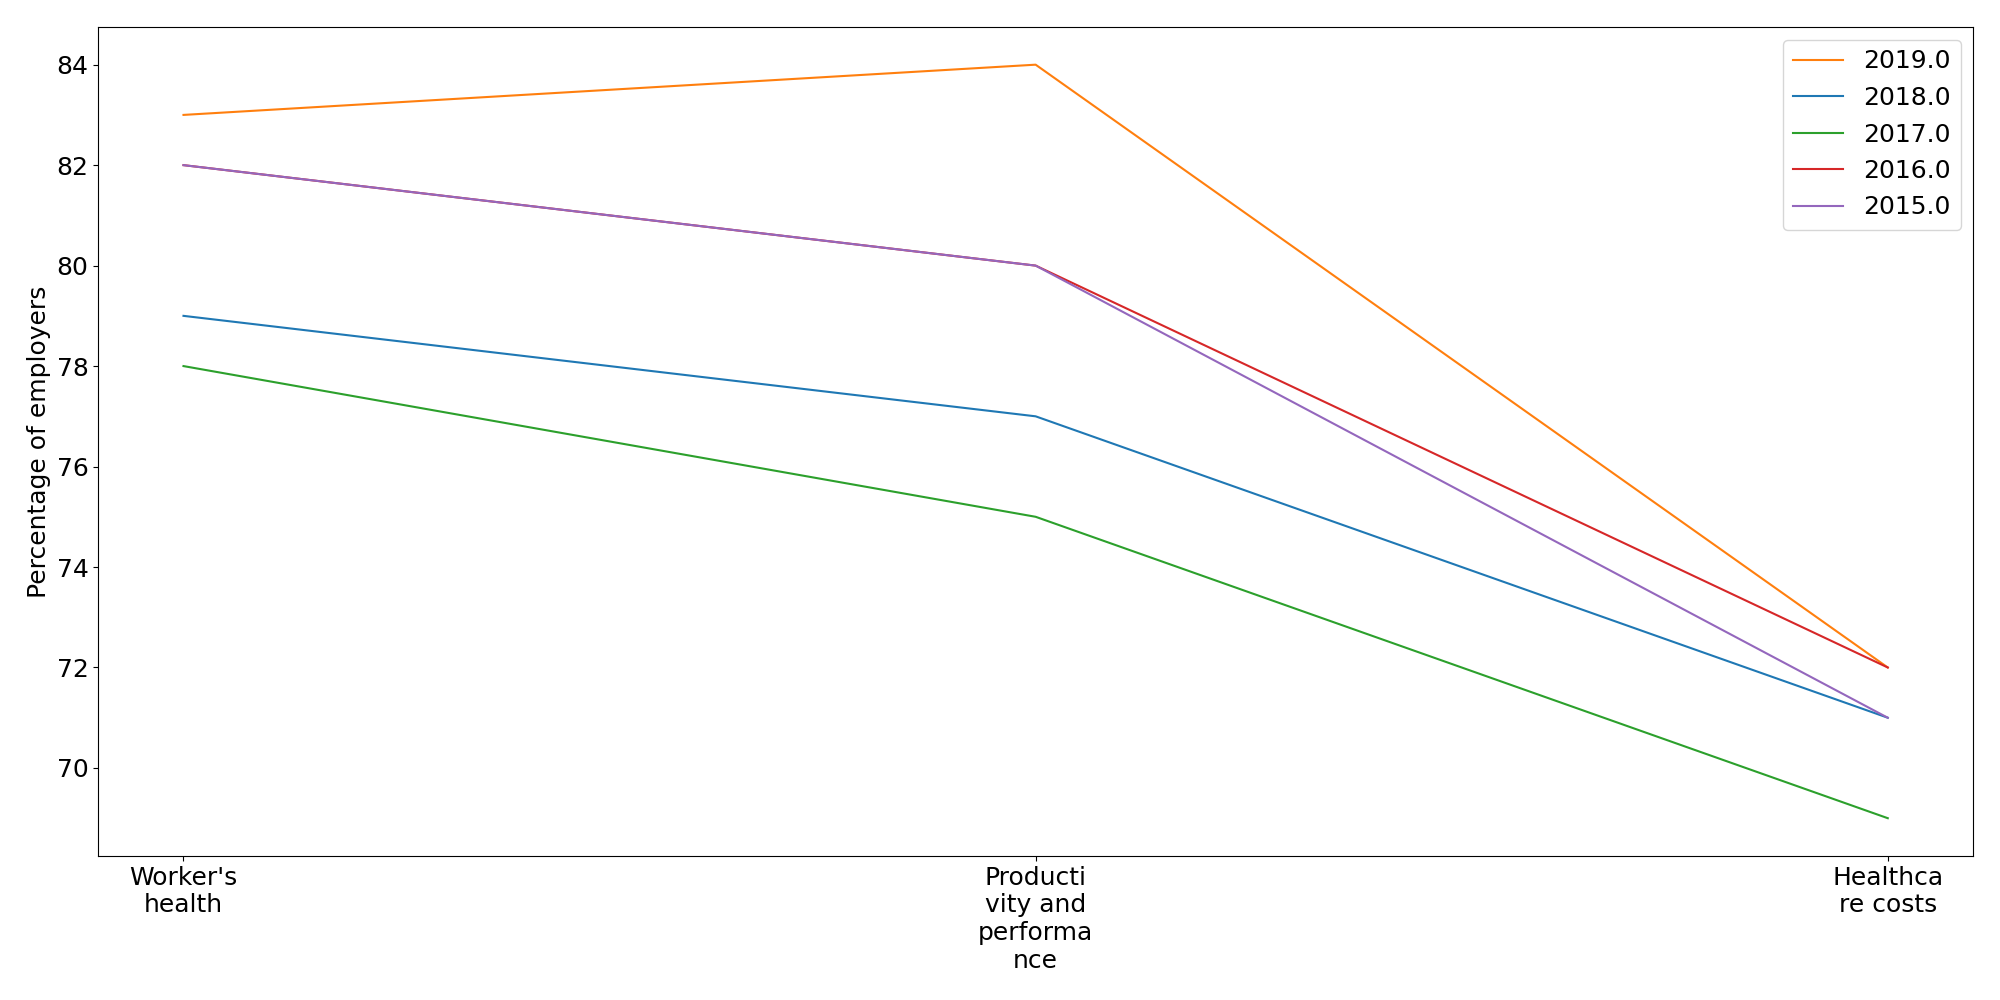 84
82
80
78
76
74
72
70
Percentage of employers
2019.0
2018.0
2017.0
2016.0
2015.0
Worker's
health
Producti
vity and
performa
nce
Healthca
re costs